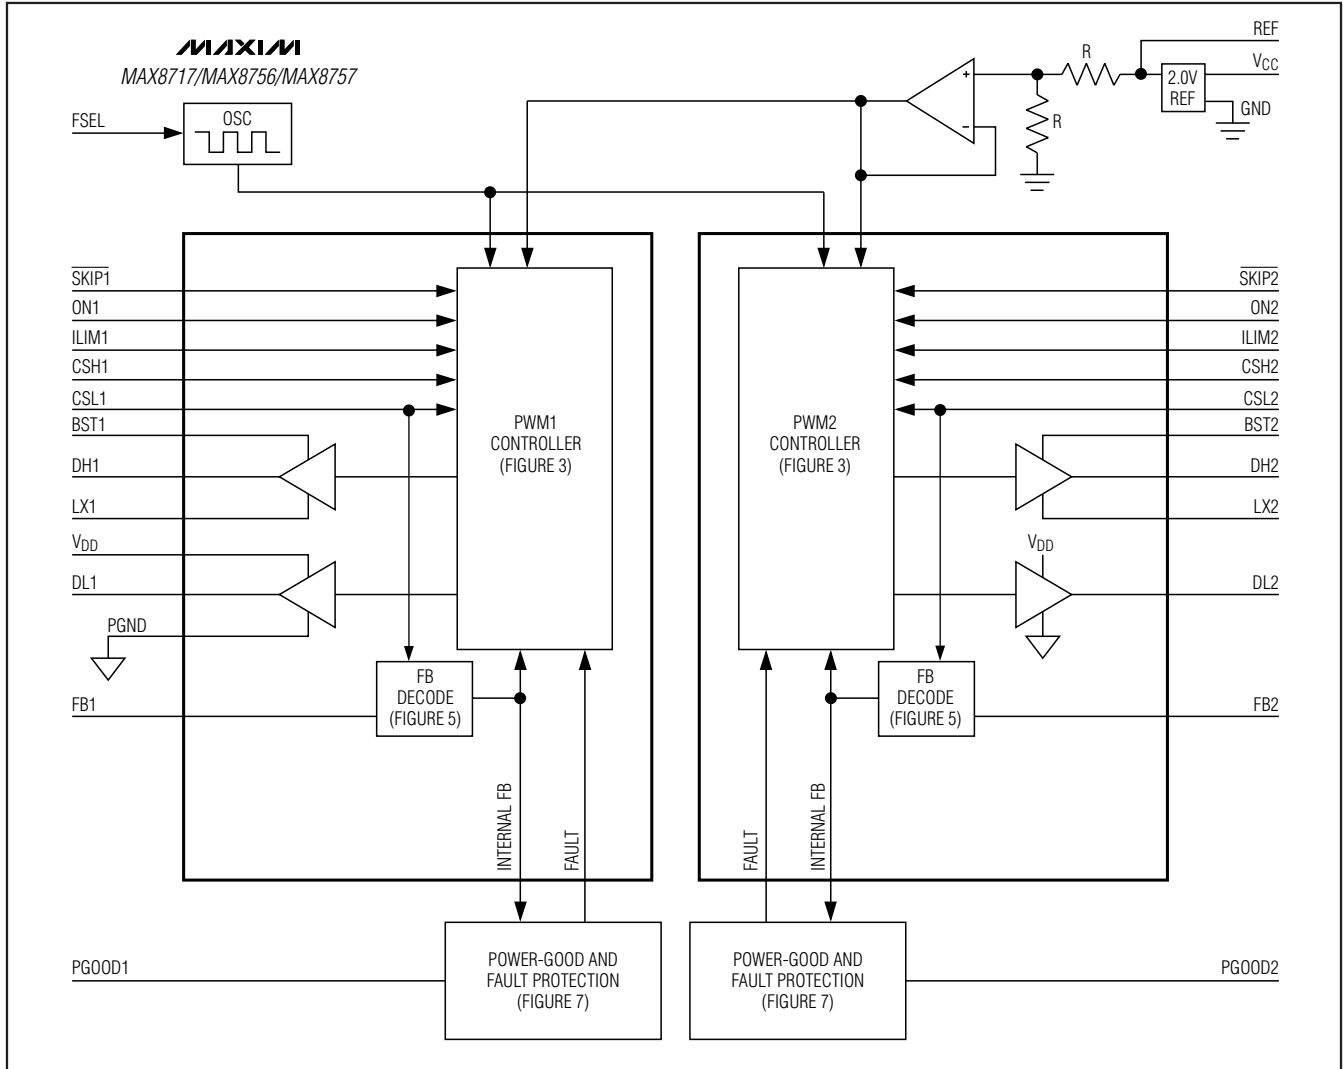 MAXIM
MAX8717/MAX8756/MAX8757
REF
VCC
GND
R
R
2.0V
REF
FSEL
OSC
SKIP1
ON1
ILIM1
CSH1
CSL1
BST1
DH1
LX1
VDD
DL1
PGND
FB1
PWM1
CONTROLLER
(FIGURE 3)
FB
DECODE
(FIGURE 5)
INTERNAL FB
FAULT
PWM2
CONTROLLER
(FIGURE 3)
SKIP2
ON2
ILIM2
CSH2
CSL2
BST2
DH2
LX2
VDD
DL2
FB
DECODE
(FIGURE 5)
FB2
FAULT
INTERNAL FB
PGOOD1
POWER-GOOD AND
FAULT PROTECTION
(FIGURE 7)
POWER-GOOD AND
FAULT PROTECTION
(FIGURE 7)
PGOOD2